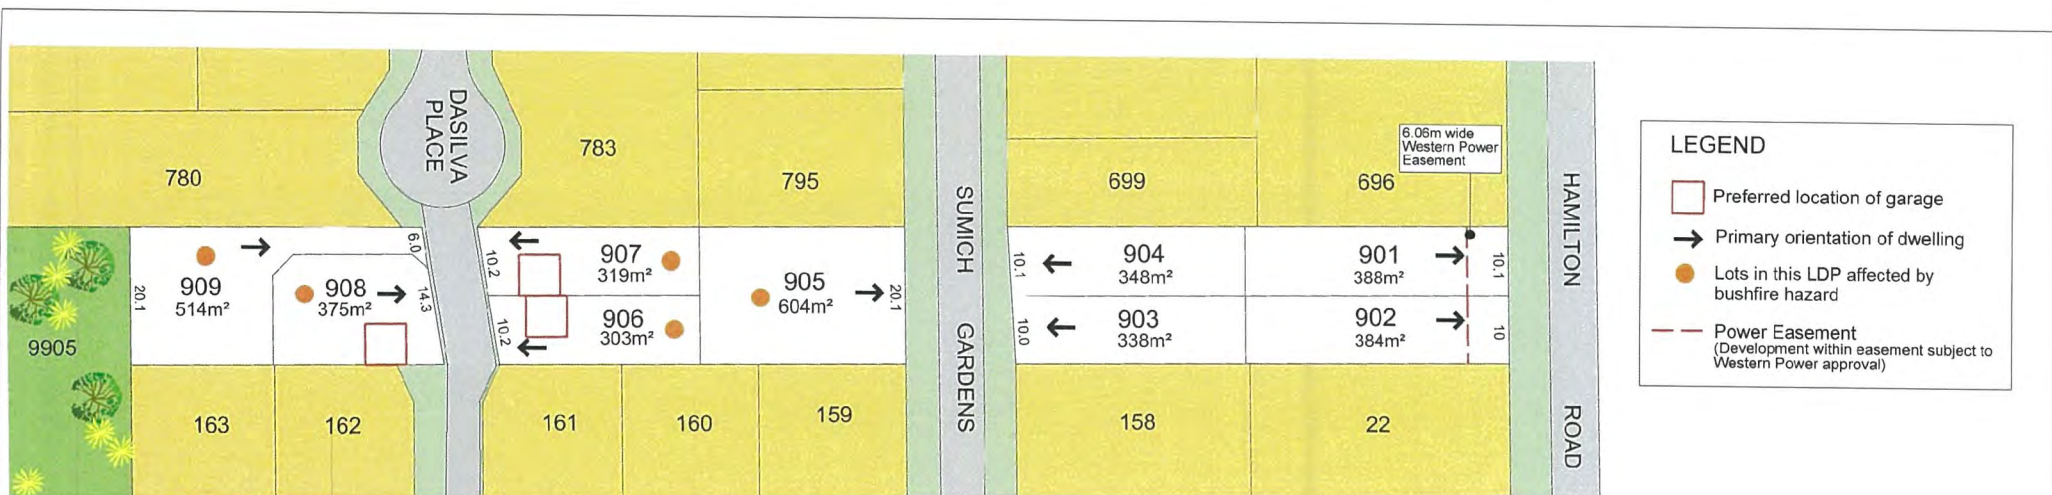 DASILVA
PLACE
780
783
795
SUMICH
GARDENS
699
696
6.06m wide
Western Power
Easement
HAMILTON
ROAD
909
514m²
20.1
908
375m²
6.0
14.3
907
319m²
10.2
906
303m²
10.2
905
604m²
20.1
904
348m²
10.1
903
338m²
10.0
901
388m²
10.1
902
384m²
10
9905
163
162
161
160
159
158
22
LEGEND
Preferred location of garage
Primary orientation of dwelling
Lots in this LDP affected by
bushfire hazard
Power Easement
(Development within easement subject to
Western Power approval)